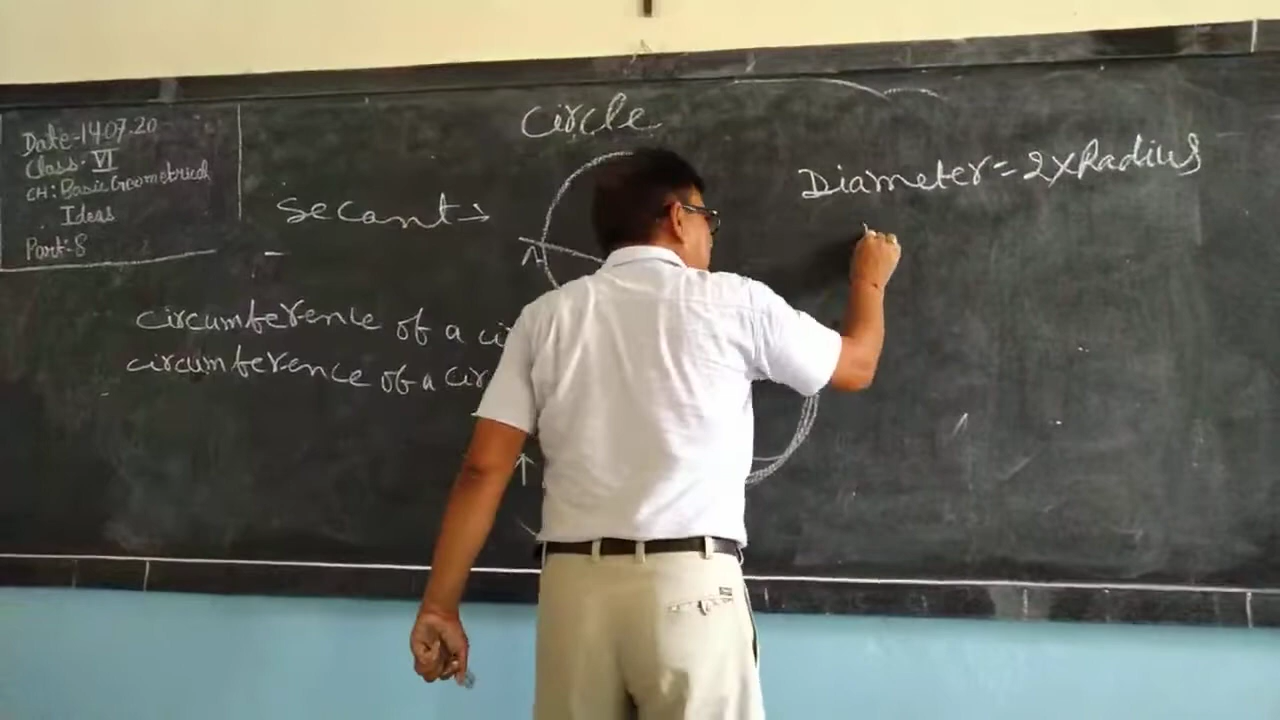 Date-14.07.20
Class-VI
CH: Basic Geometrical
Ideas
Part-8
Circle
Secant→
Diameter=2×Radius
circumference of a
circumference of a